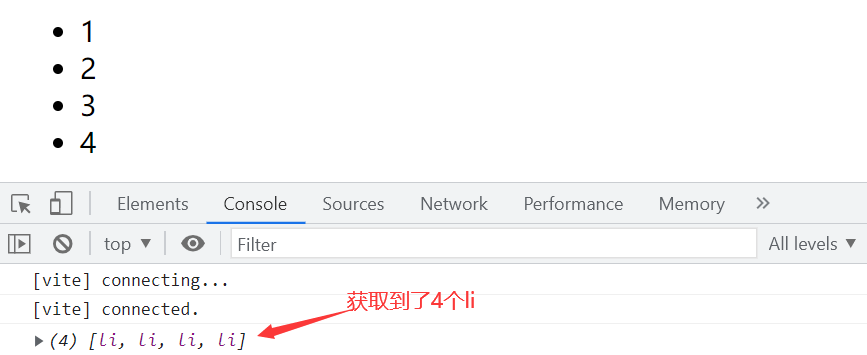 1
2
3
4
Elements Console Sources Network Performance Memory »
top ▼ Filter All levels ▼
[vite] connecting...
[vite] connected.
获取到了4个li
▶(4) [li, li, li, li]